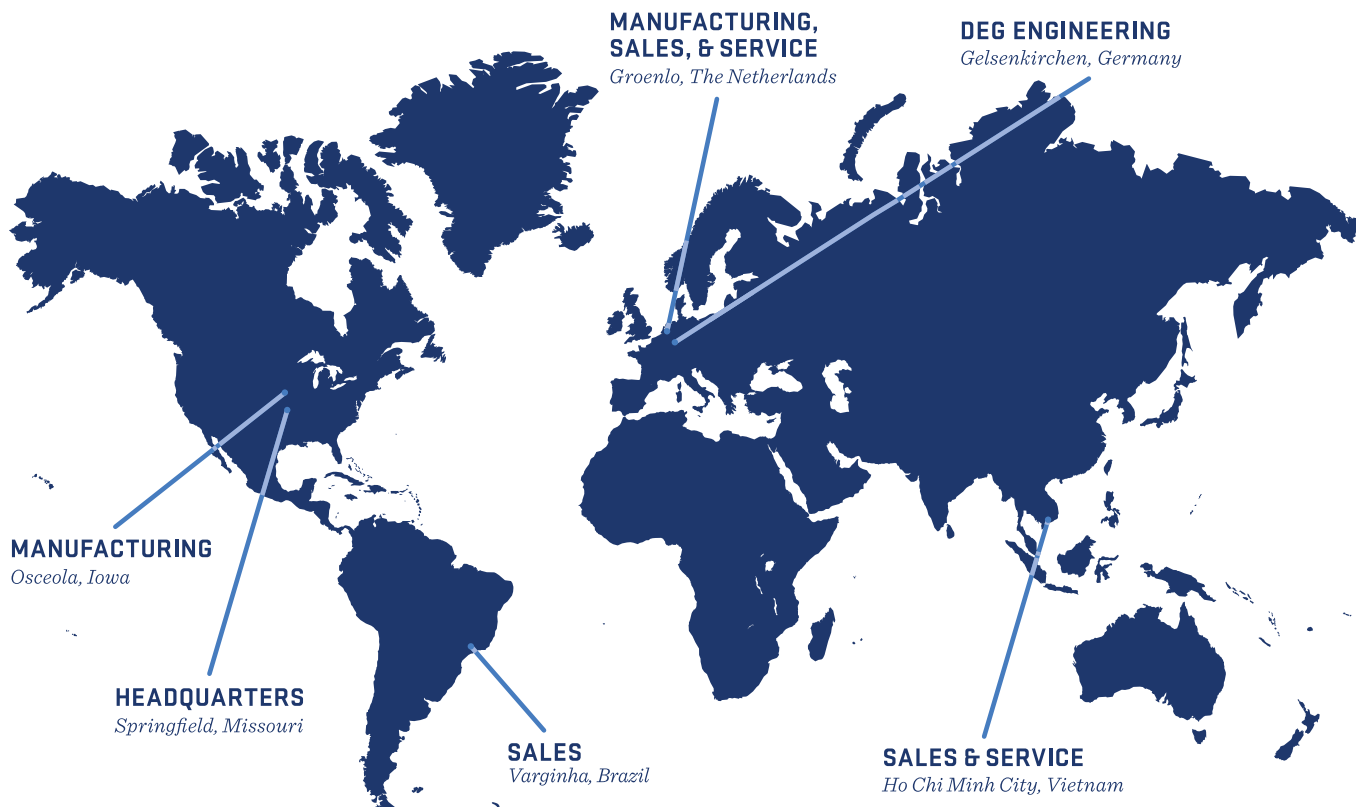 MANUFACTURING,
SALES, & SERVICE
Groenlo, The Netherlands
DEG ENGINEERING
Gelsenkirchen, Germany
MANUFACTURING
Osceola, Iowa
HEADQUARTERS
Springfield, Missouri
SALES
Varginha, Brazil
SALES & SERVICE
Ho Chi Minh City, Vietnam